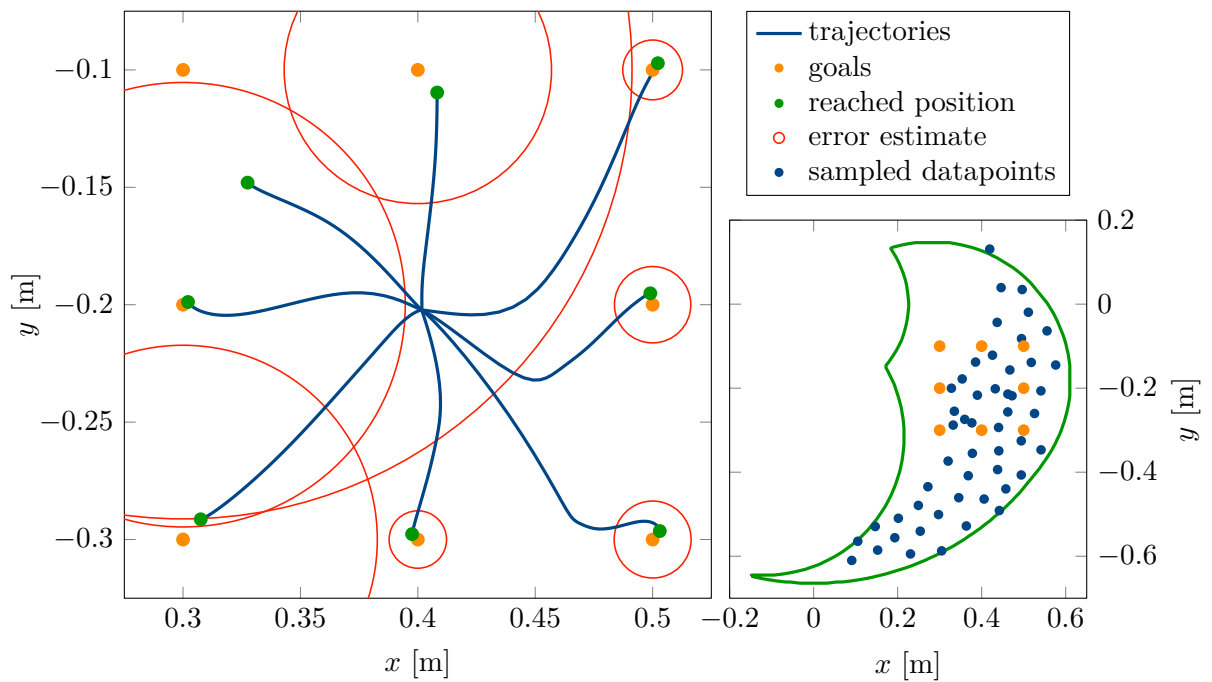 −0.1
−0.15
−0.2
−0.25
−0.3
y [m]
0.3
0.35
0.4
0.45
0.5
x [m]
trajectories
goals
reached position
error estimate
sampled datapoints
0.2
0
−0.2
−0.4
−0.6
y [m]
−0.2
0
0.2
0.4
0.6
x [m]